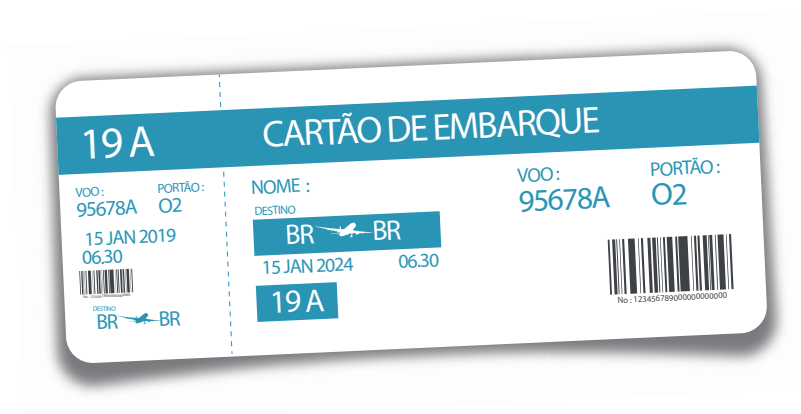 19 A
CARTÃO DE EMBARQUE
VOO :
PORTÃO :
95678A
O2
15 JAN 2019
06.30
DESTINO
BR BR
NOME :
DESTINO
BR BR
15 JAN 2024
06.30
19 A
VOO :
PORTÃO :
95678A
O2
No : 12345678900000000000